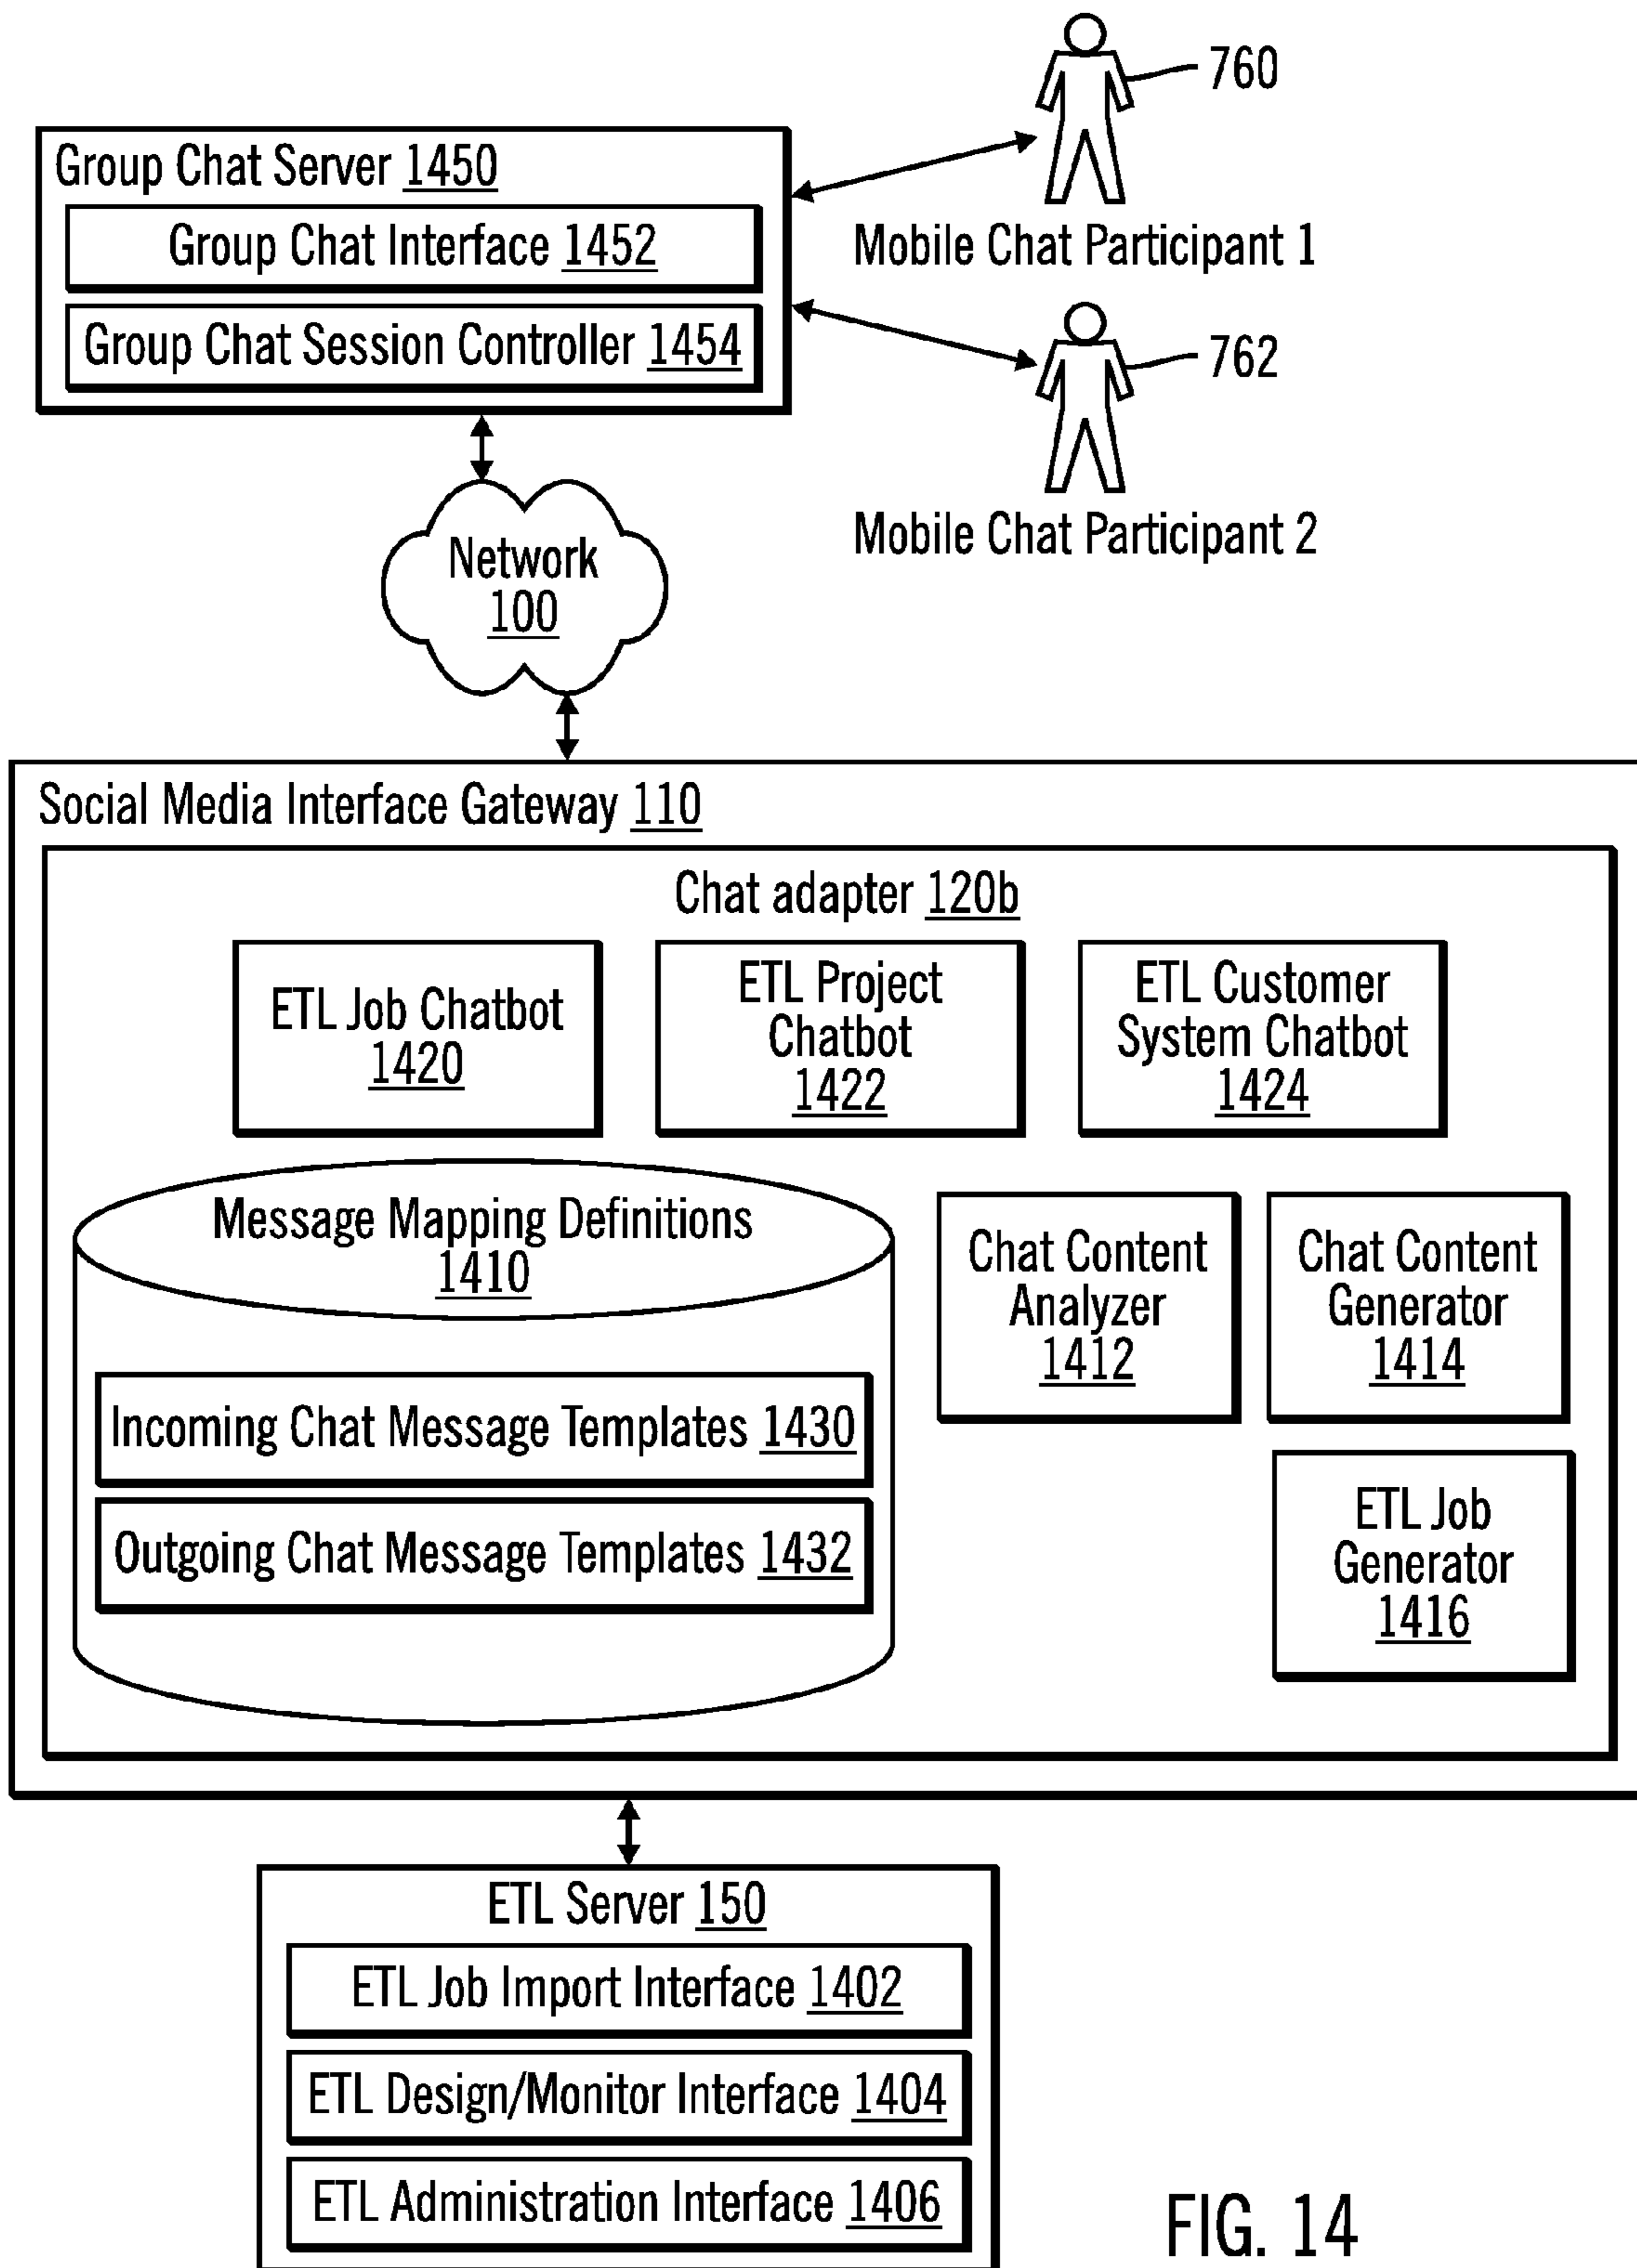 760
Group Chat Server 1450
Group Chat Interface 1452
Group Chat Session Controller 1454
Mobile Chat Participant 1
762
Mobile Chat Participant 2
Network
100
Social Media Interface Gateway 110
Chat adapter 120b
ETL Job Chatbot
1420
ETL Project
Chatbot
1422
ETL Customer
System Chatbot
1424
Message Mapping Definitions
1410
Incoming Chat Message Templates 1430
Outgoing Chat Message Templates 1432
Chat Content
Analyzer
1412
Chat Content
Generator
1414
ETL Job
Generator
1416
ETL Server 150
ETL Job Import Interface 1402
ETL Design/Monitor Interface 1404
ETL Administration Interface 1406
FIG. 14